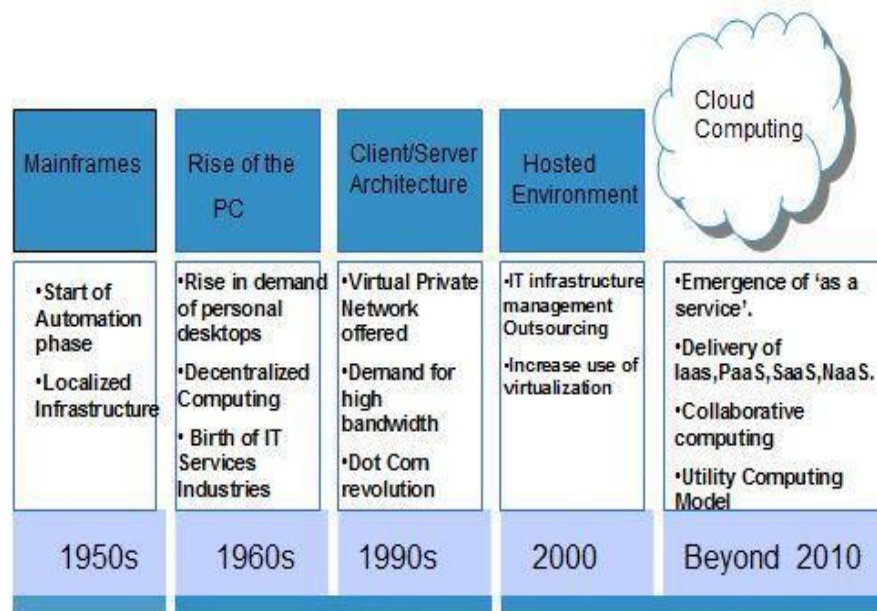 Mainframes
Rise of the
PC
Client/Server
Architecture
Hosted
Environment
Cloud
Computing
•Start of
Automation
phase
•Localized
Infrastructure
•Rise in demand
of personal
desktops
•Decentralized
Computing
• Birth of IT
Services
Industries
•Virtual Private
Network
offered
•Demand for
high
bandwidth
•Dot Com
revolution
•IT infrastructure
management
Outsourcing
•Increase use of
virtualization
•Emergence of ‘as a
service’.
•Delivery of
Iaas,PaaS,SaaS,NaaS.
•Collaborative
computing
•Utility Computing
Model
1950s
1960s
1990s
2000
Beyond 2010